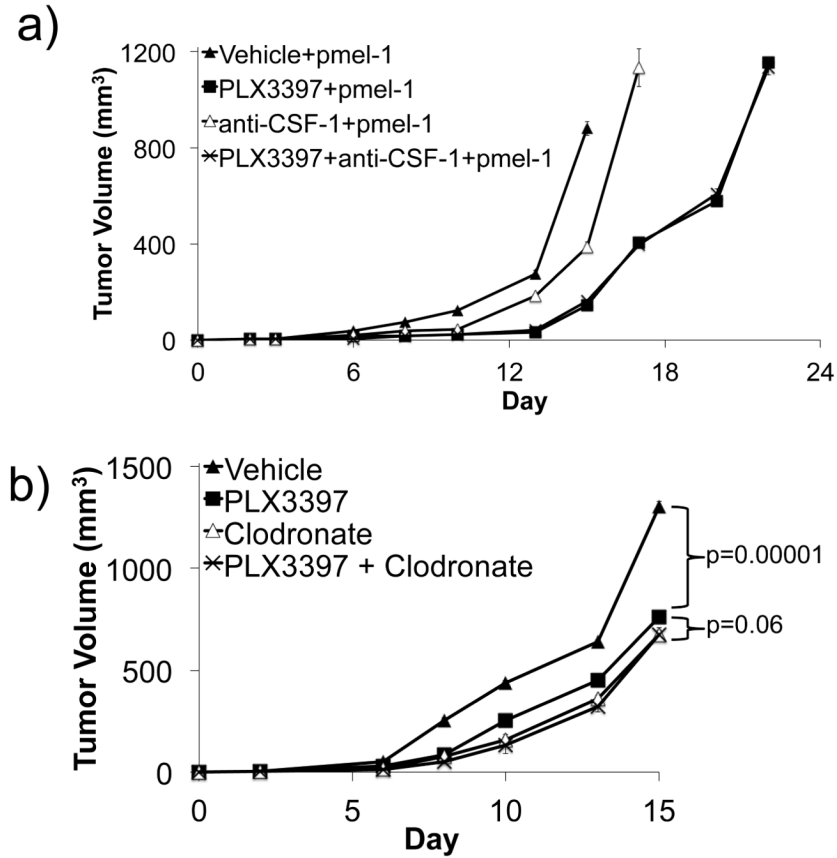 a)
Tumor Volume (mm³)
1200
800
400
0
Vehicle+pmel-1
PLX3397+pmel-1
anti-CSF-1+pmel-1
PLX3397+anti-CSF-1+pmel-1
0 6 12 18 24
Day
b)
Tumor Volume (mm³)
1500
1000
500
0
Vehicle
PLX3397
Clodronate
PLX3397 + Clodronate
p=0.00001
p=0.06
0 5 10 15
Day